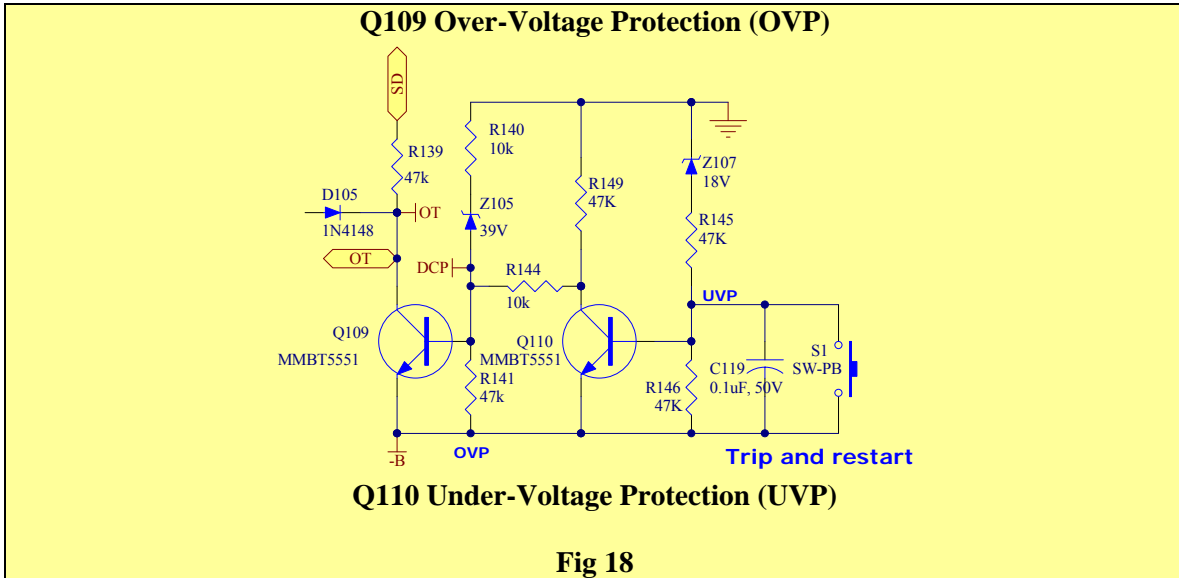 Q109 Over-Voltage Protection (OVP)
SD
R139
47k
D105
1N4148
OT
OT
R140
10k
Z105
39V
DCP
R144
10k
R149
47K
Z107
18V
R145
47K
UVP
Q109
MMBT5551
Q110
MMBT5551
R141
47k
R146
47K
C119
0.1uF, 50V
S1
SW-PB
-B
OVP
Trip and restart
Q110 Under-Voltage Protection (UVP)
Fig 18